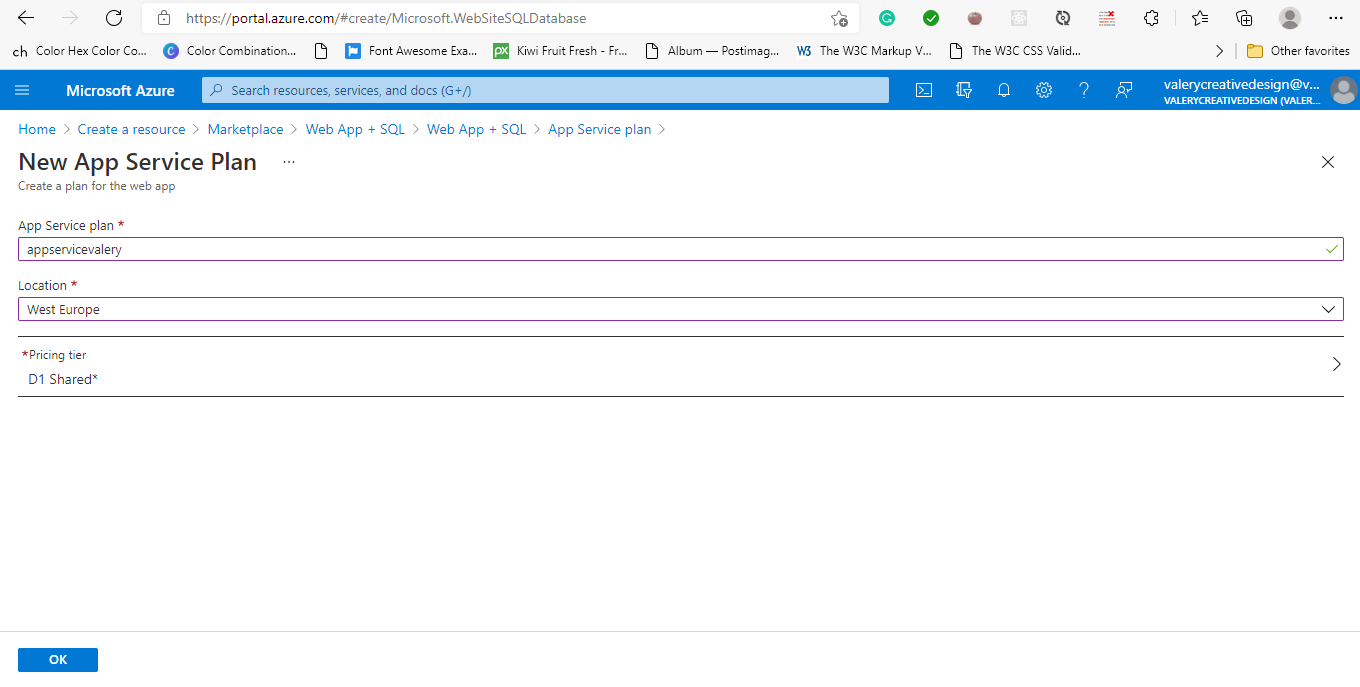 https://portal.azure.com/#create/Microsoft.WebSiteSQLDatabase
ch Color Hex Color Co... C Color Combination... Font Awesome Exa... px Kiwi Fruit Fresh - Fr... Album — Postimag... W3 The W3C Markup V... The W3C CSS Valid... Other favorites
Microsoft Azure Search resources, services, and docs (G+/) valerycreativedesign@v...
VALERYCREATIVEDESIGN (VALER...
Home > Create a resource > Marketplace > Web App + SQL > Web App + SQL > App Service plan >
New App Service Plan ...
Create a plan for the web app
App Service plan *
appservicevalery
Location *
West Europe
*Pricing tier
D1 Shared*
OK